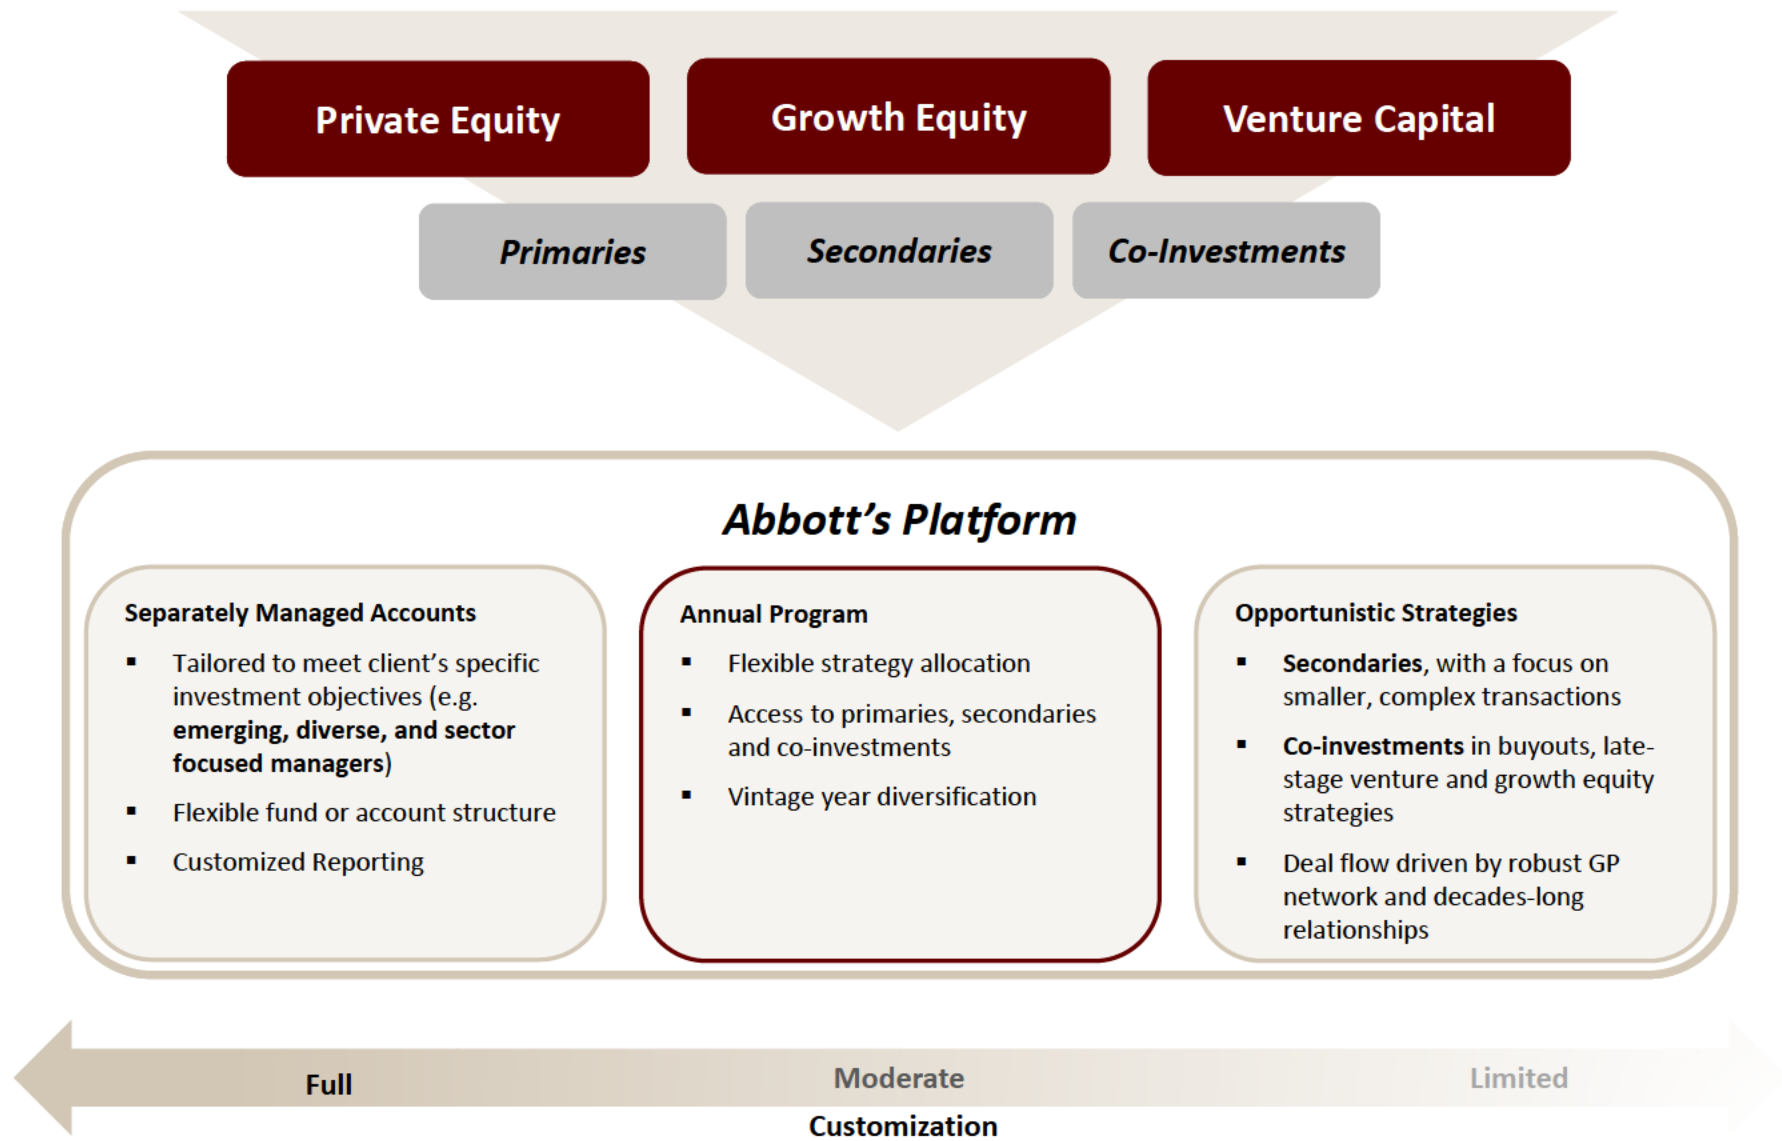 Private Equity
Growth Equity
Venture Capital
Primaries
Secondaries
Co-Investments
Abbott's Platform
Separately Managed Accounts
▪ Tailored to meet client's specific
investment objectives (e.g.
emerging, diverse, and sector
focused managers)
▪ Flexible fund or account structure
▪ Customized Reporting
Annual Program
▪ Flexible strategy allocation
▪ Access to primaries, secondaries
and co-investments
▪ Vintage year diversification
Opportunistic Strategies
▪ Secondaries, with a focus on
smaller, complex transactions
▪ Co-investments in buyouts, late-
stage venture and growth equity
strategies
▪ Deal flow driven by robust GP
network and decades-long
relationships
Full
Moderate
Limited
Customization